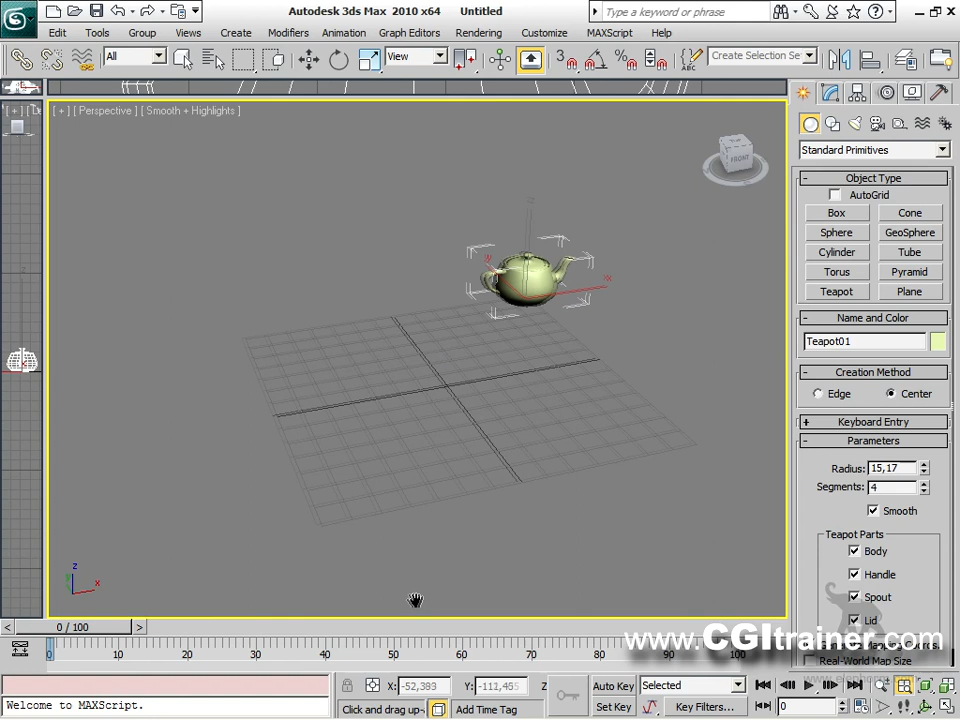 Autodesk 3ds Max 2010 x64 Untitled
Type a keyword or phrase
Edit Tools Group Views Create Modifiers Animation Graph Editors Rendering Customize MAXScript Help
All View Create Selection Se
[ + ] [ Perspective ] [ Smooth + Highlights ]
FRONT
Standard Primitives
- Object Type
AutoGrid
Box Cone
Sphere GeoSphere
Cylinder Tube
Torus Pyramid
Teapot Plane
- Name and Color
Teapot01
- Creation Method
Edge Center
+ Keyboard Entry
- Parameters
Radius: 15,17
Segments: 4
Smooth
Teapot Parts
Body
Handle
Spout
Lid
Real-World Map Size
z
x
y
x
z
x
< 0 / 100 >
0 10 20 30 40 50 60 70 80 90 100
www.CGItrainer.com
X: -52,393 Y: -111,465 Z
Auto Key Selected
Welcome to MAXScript.
Click and drag up- Add Time Tag
Set Key Key Filters... 0